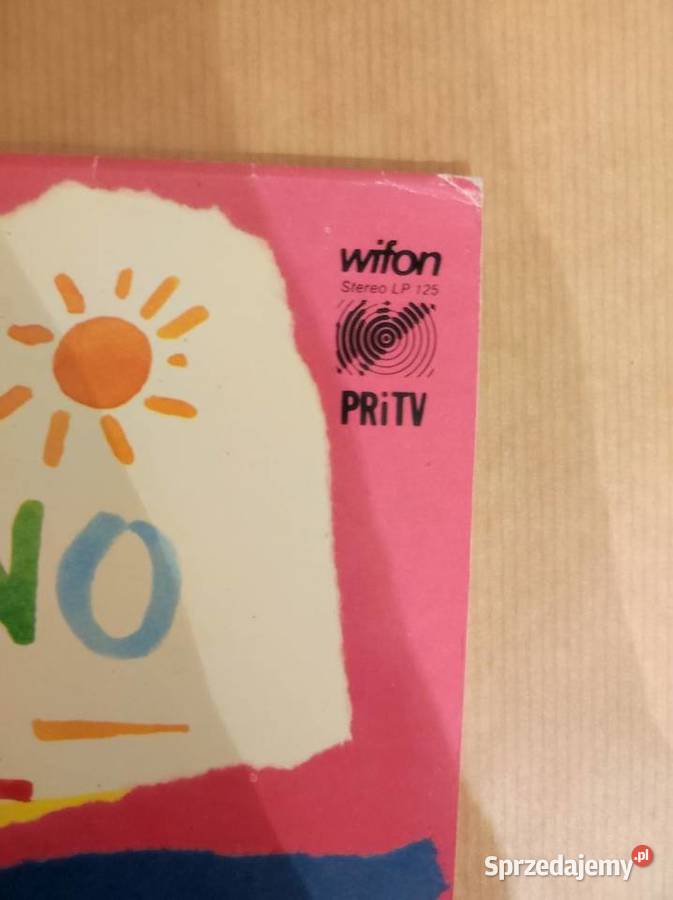 wifon
Stereo LP 125
PRiTV
NO
Sprzedajemy.pl